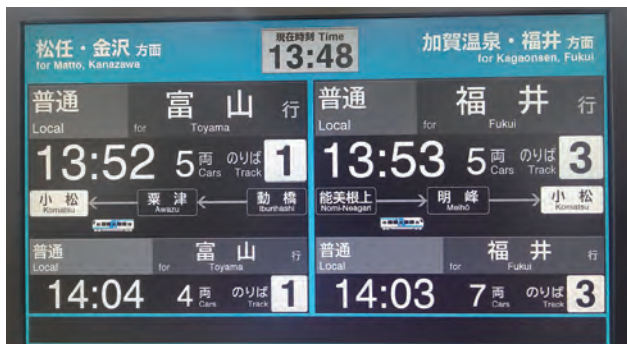 松任・金沢 方面
for Mattō, Kanazawa
現在時刻 Time
13:48
加賀温泉・福井 方面
for Kagaonsen, Fukui
普通 富山 行
Local for Toyama
13:52 5両 Cars のりば Track 1
小松 ← 粟津 ← 動橋
Komatsu Awazu Iburihashi
普通 富山 行
Local for Toyama
14:04 4両 Cars のりば Track 1
普通 福井 行
Local for Fukui
13:53 5両 Cars のりば Track 3
能美根上 → 明峰 → 小松
Nomi-Neagari Meihō Komatsu
普通 福井 行
Local for Fukui
14:03 7両 Cars のりば Track 3